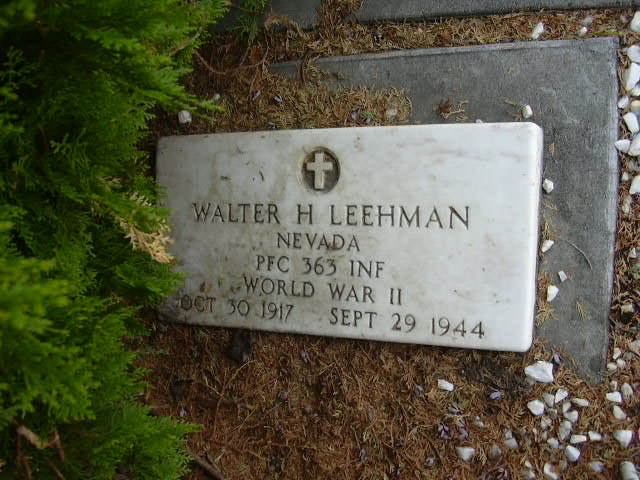 WALTER H LEEHMAN
NEVADA
PFC 363 INF
WORLD WAR II
OCT 30 1917 SEPT 29 1944